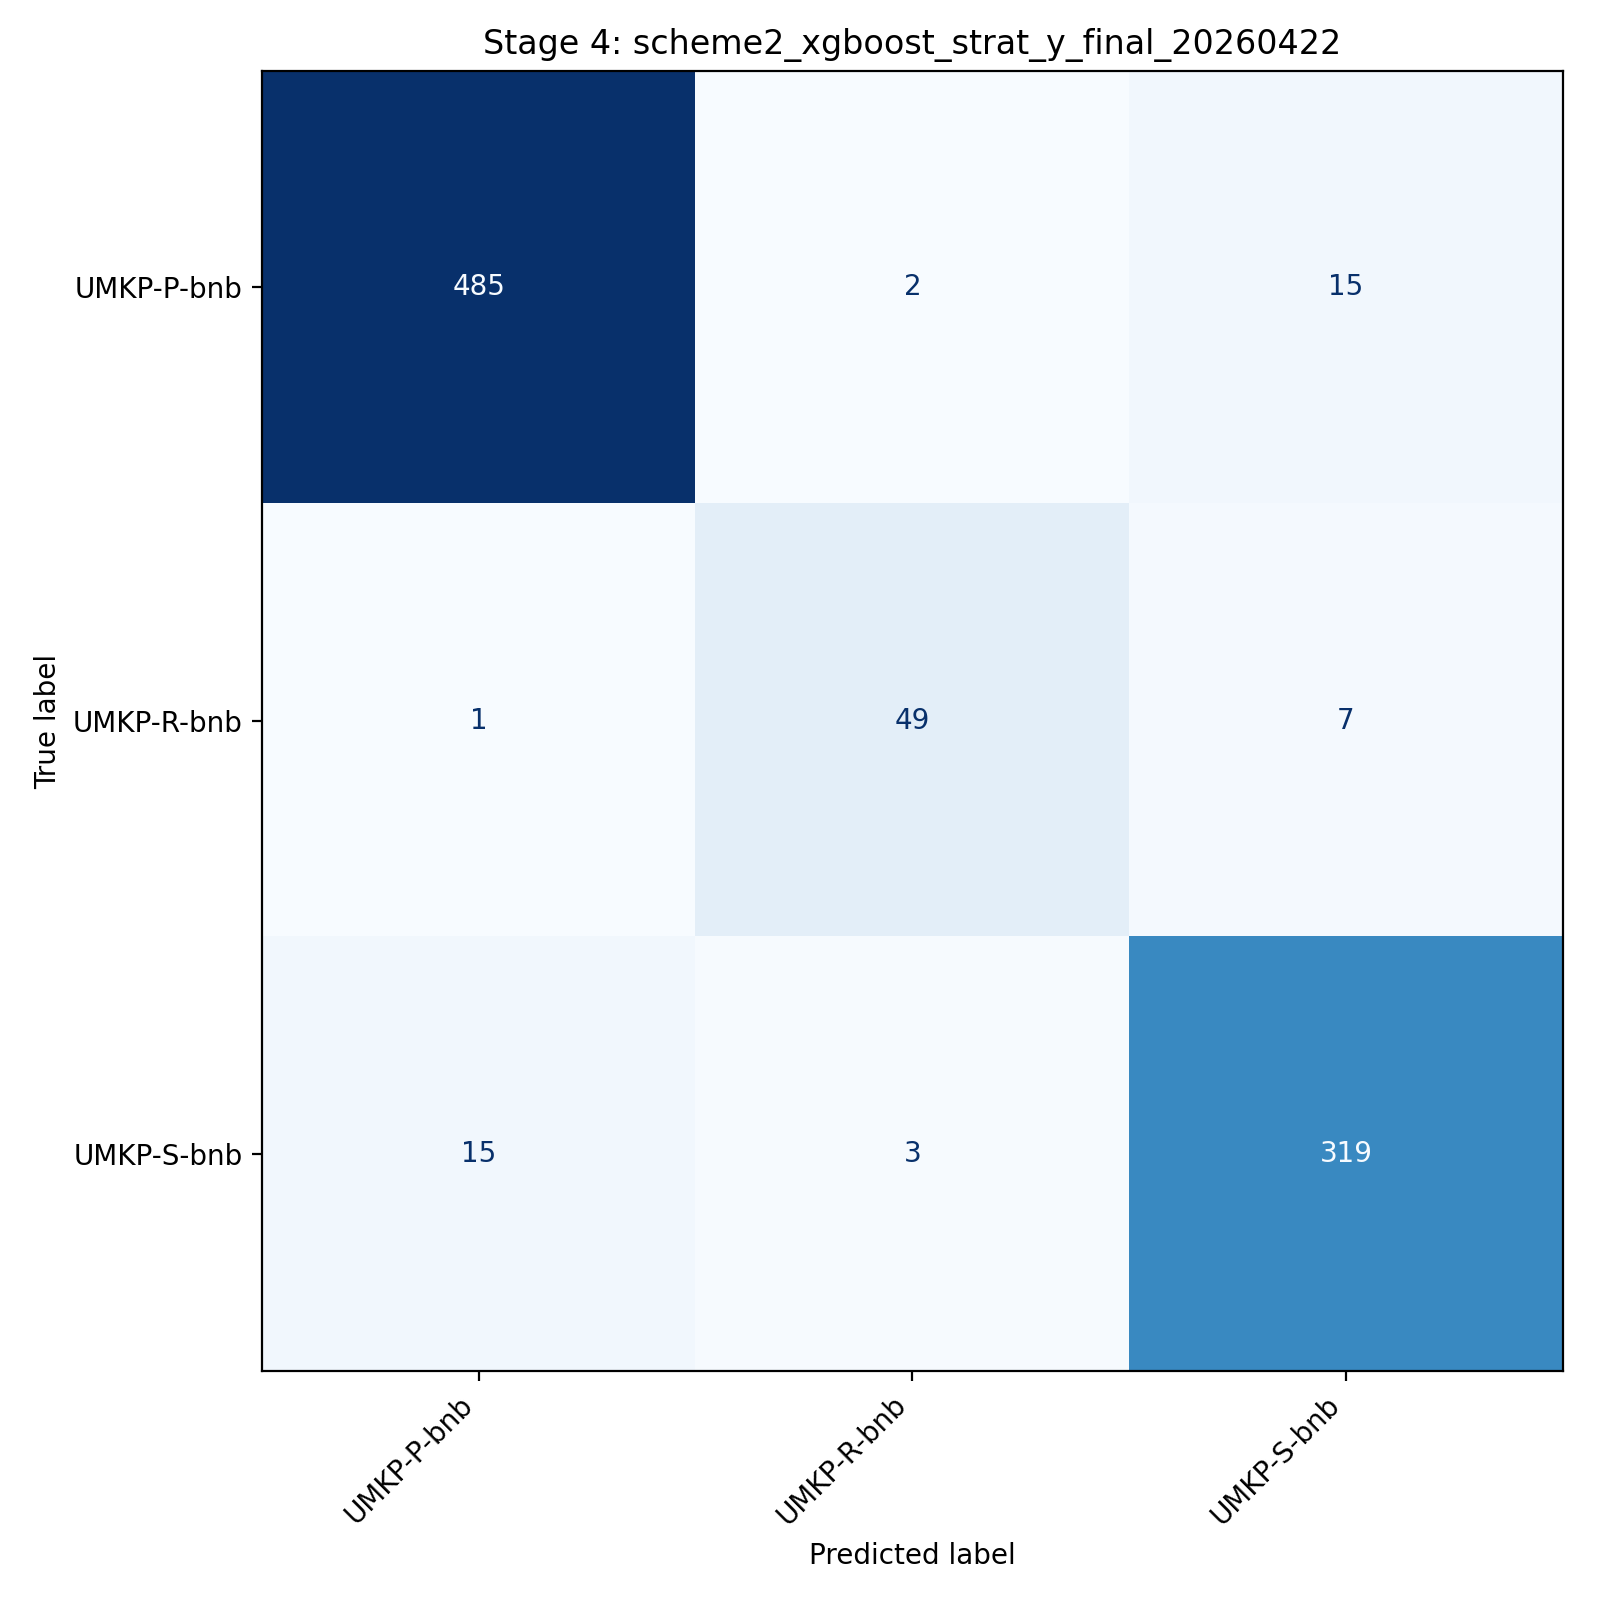 Stage 4: scheme2_xgboost_strat_y_final_20260422
True label
UMKP-P-bnb
485 2 15
UMKP-R-bnb
1 49 7
UMKP-S-bnb
15 3 319
UMKP-P-bnb
UMKP-R-bnb
UMKP-S-bnb
Predicted label